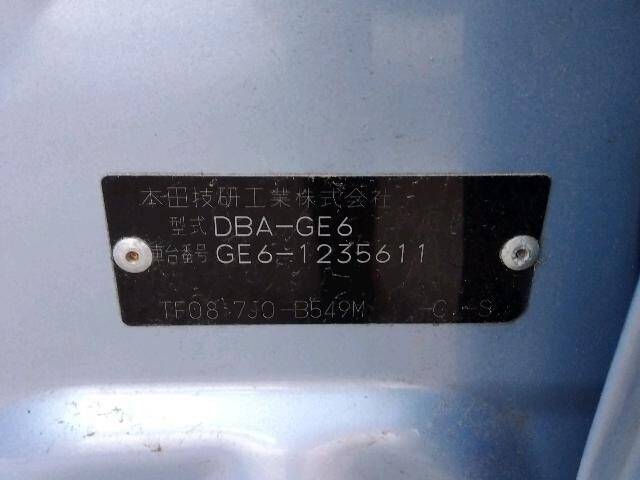 本田技研工業株式会社
型式 DBA-GE6
車台番号 GE6-1235611
TF08-7J0-B549M -C -S